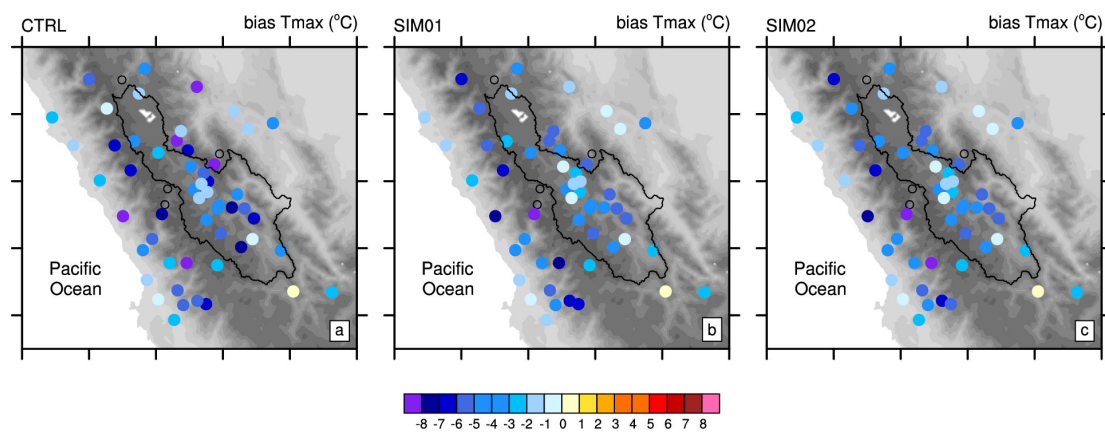 CTRL bias Tmax (°C)
SIM01 bias Tmax (°C)
SIM02 bias Tmax (°C)
Pacific
Ocean
a
Pacific
Ocean
b
Pacific
Ocean
c
-8 -7 -6 -5 -4 -3 -2 -1 0 1 2 3 4 5 6 7 8